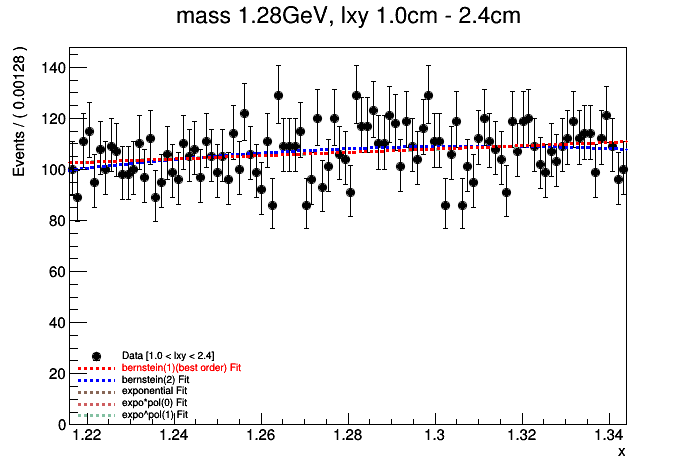 mass 1.28GeV, lxy 1.0cm - 2.4cm
Events / ( 0.00128 )
140
120
100
80
60
40
20
0
Data [1.0 < lxy < 2.4]
bernstein(1)(best order) Fit
bernstein(2) Fit
exponential Fit
expo*pol(0) Fit
expo*pol(1) Fit
1.22 1.24 1.26 1.28 1.3 1.32 1.34
x